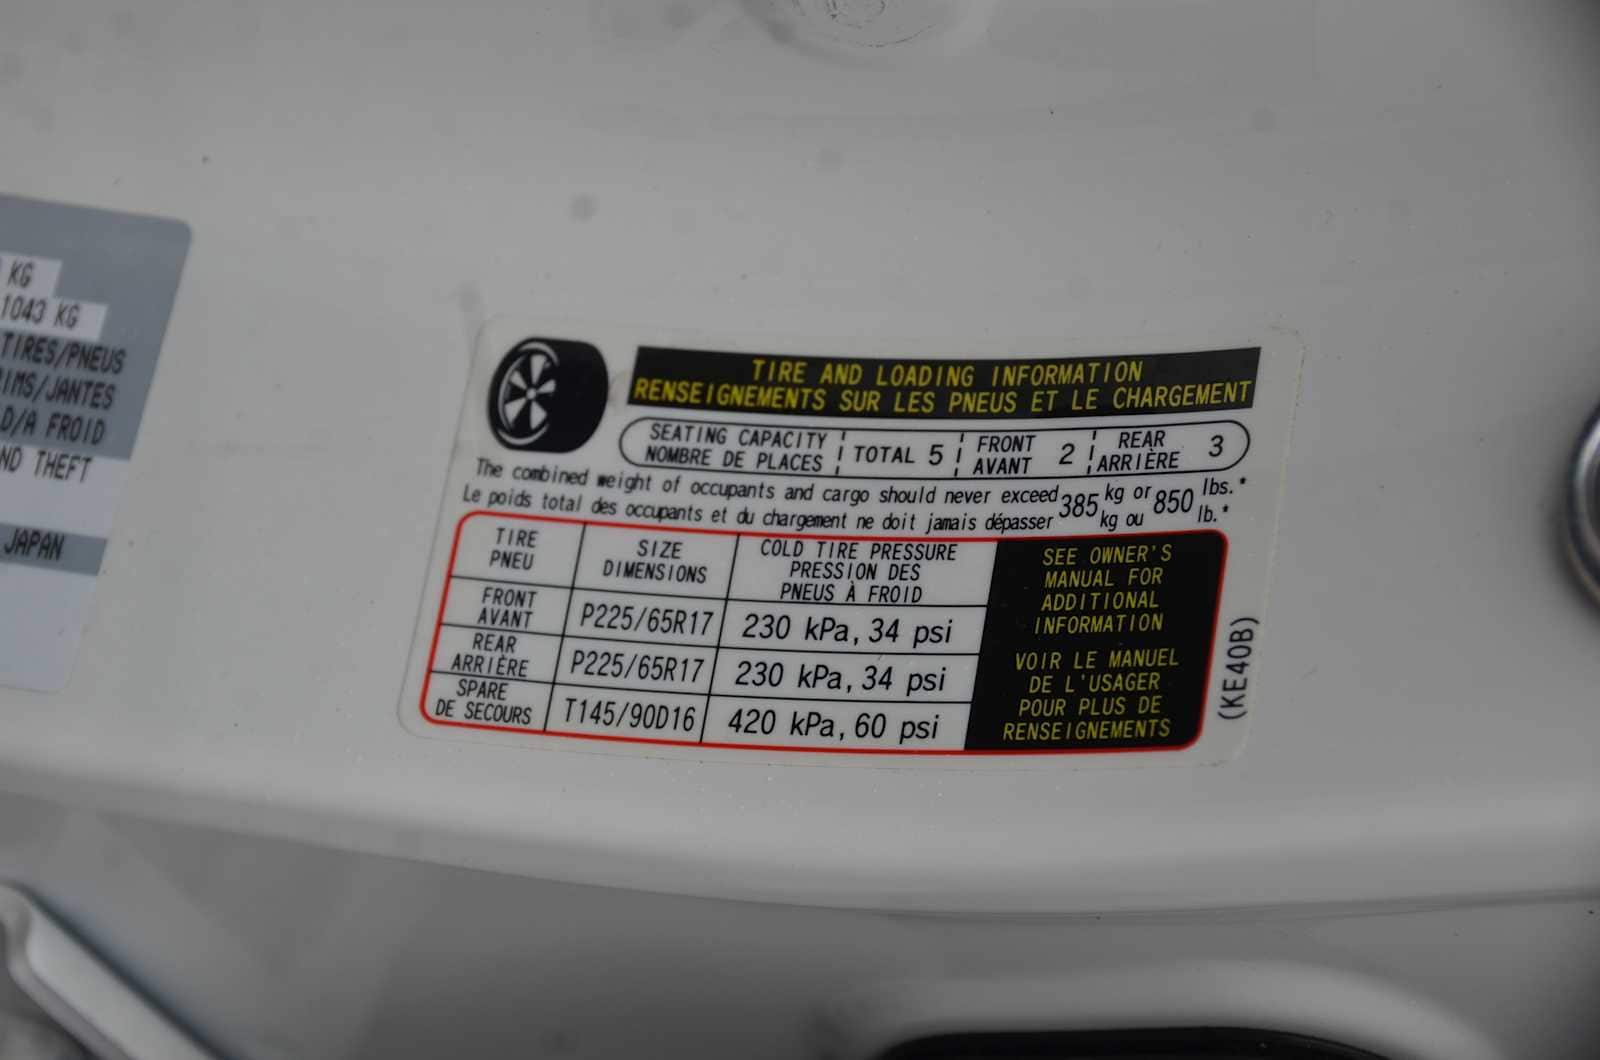 KG
1043 KG
TIRES/PNEUS
IMS/JANTES
D/A FROID
ND THEFT
JAPAN
TIRE AND LOADING INFORMATION
RENSEIGNEMENTS SUR LES PNEUS ET LE CHARGEMENT
SEATING CAPACITY
NOMBRE DE PLACES
TOTAL 5
FRONT
AVANT
2
REAR
ARRIÈRE
3
The combined weight of occupants and cargo should never exceed 385 kg or 850 lbs.*
Le poids total des occupants et du chargement ne doit jamais dépasser 385 kg ou 850 lb.*
TIRE
PNEU
SIZE
DIMENSIONS
COLD TIRE PRESSURE
PRESSION DES
PNEUS À FROID
FRONT
AVANT
P225/65R17
230 kPa, 34 psi
REAR
ARRIÈRE
P225/65R17
230 kPa, 34 psi
SPARE
DE SECOURS
T145/90D16
420 kPa, 60 psi
SEE OWNER'S
MANUAL FOR
ADDITIONAL
INFORMATION
VOIR LE MANUEL
DE L'USAGER
POUR PLUS DE
RENSEIGNEMENTS
(KE40B)